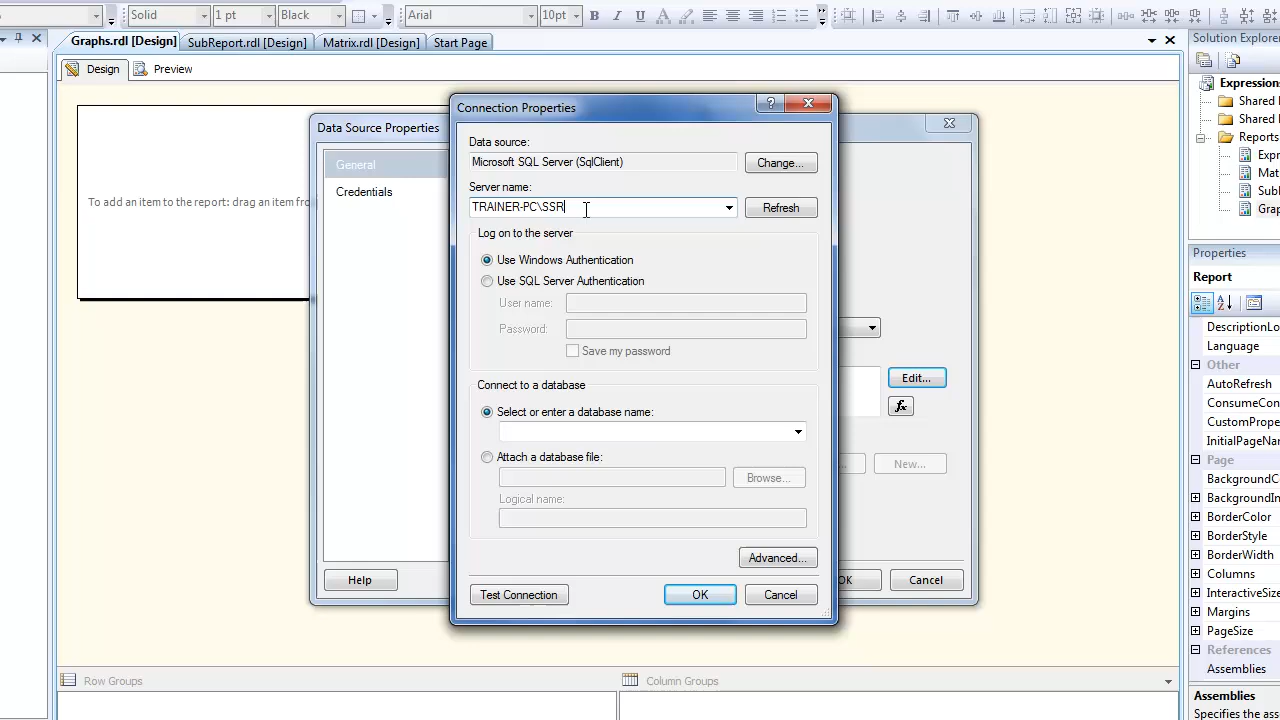 Solid 1 pt Black Arial 10pt B I U A
Graphs.rdl [Design] SubReport.rdl [Design] Matrix.rdl [Design] Start Page
Design Preview
To add an item to the report: drag an item fro
Data Source Properties
General
Credentials
Help
OK
Cancel
Edit...
fx
New...
Connection Properties
Data source:
Microsoft SQL Server (SqlClient)
Change...
Server name:
TRAINER-PC\SSR
Refresh
Log on to the server
Use Windows Authentication
Use SQL Server Authentication
User name:
Password:
Save my password
Connect to a database
Select or enter a database name:
Attach a database file:
Browse...
Logical name:
Advanced...
Test Connection
OK
Cancel
Row Groups
Column Groups
Solution Explorer
Expressions
Shared
Shared
Reports
Expr
Mat
Sub
Grap
Properties
Report
DescriptionLo
Language
Other
AutoRefresh
ConsumeCon
CustomPrope
InitialPageNa
Page
BackgroundC
BackgroundIn
BorderColor
BorderStyle
BorderWidth
Columns
InteractiveSize
Margins
PageSize
References
Assemblies
Assemblies
Specifies the ass